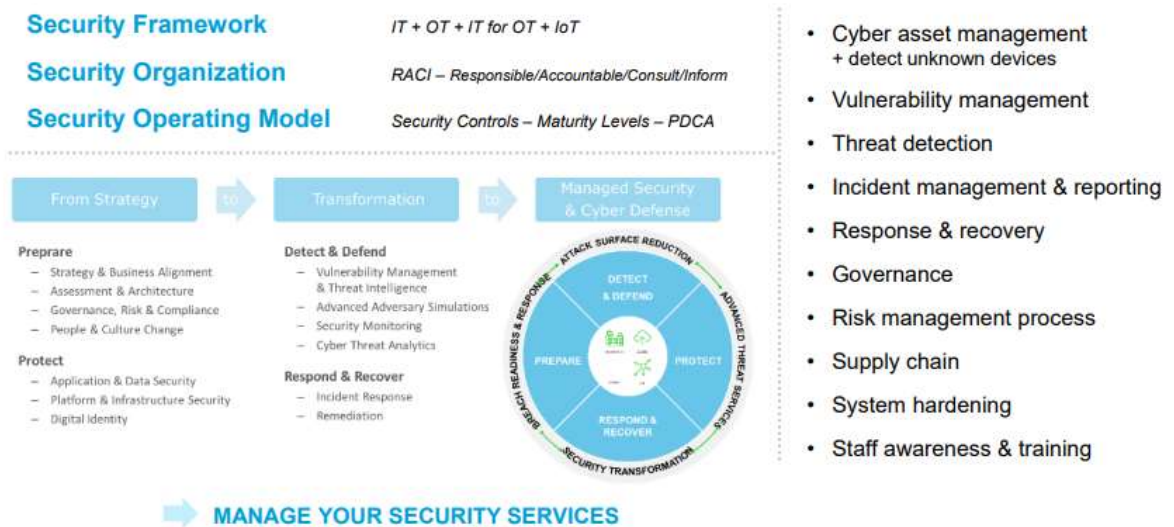 Security Framework IT + OT + IT for OT + IoT
Security Organization RACI – Responsible/Accountable/Consult/Inform
Security Operating Model Security Controls – Maturity Levels – PDCA
From Strategy
to
Transformation
to
Managed Security
& Cyber Defense
Preprare
– Strategy & Business Alignment
– Assessment & Architecture
– Governance, Risk & Compliance
– People & Culture Change
Protect
– Application & Data Security
– Platform & Infrastructure Security
– Digital Identity
Detect & Defend
– Vulnerability Management
& Threat Intelligence
– Advanced Adversary Simulations
– Security Monitoring
– Cyber Threat Analytics
Respond & Recover
– Incident Response
– Remediation
ATTACK SURFACE REDUCTION
ADVANCED THREAT SERVICES
SECURITY TRANSFORMATION
BREACH READINESS & RESPONSE
DETECT
& DEFEND
PREPARE
PROTECT
RESPOND &
RECOVER
MANAGE YOUR SECURITY SERVICES
• Cyber asset management
+ detect unknown devices
• Vulnerability management
• Threat detection
• Incident management & reporting
• Response & recovery
• Governance
• Risk management process
• Supply chain
• System hardening
• Staff awareness & training